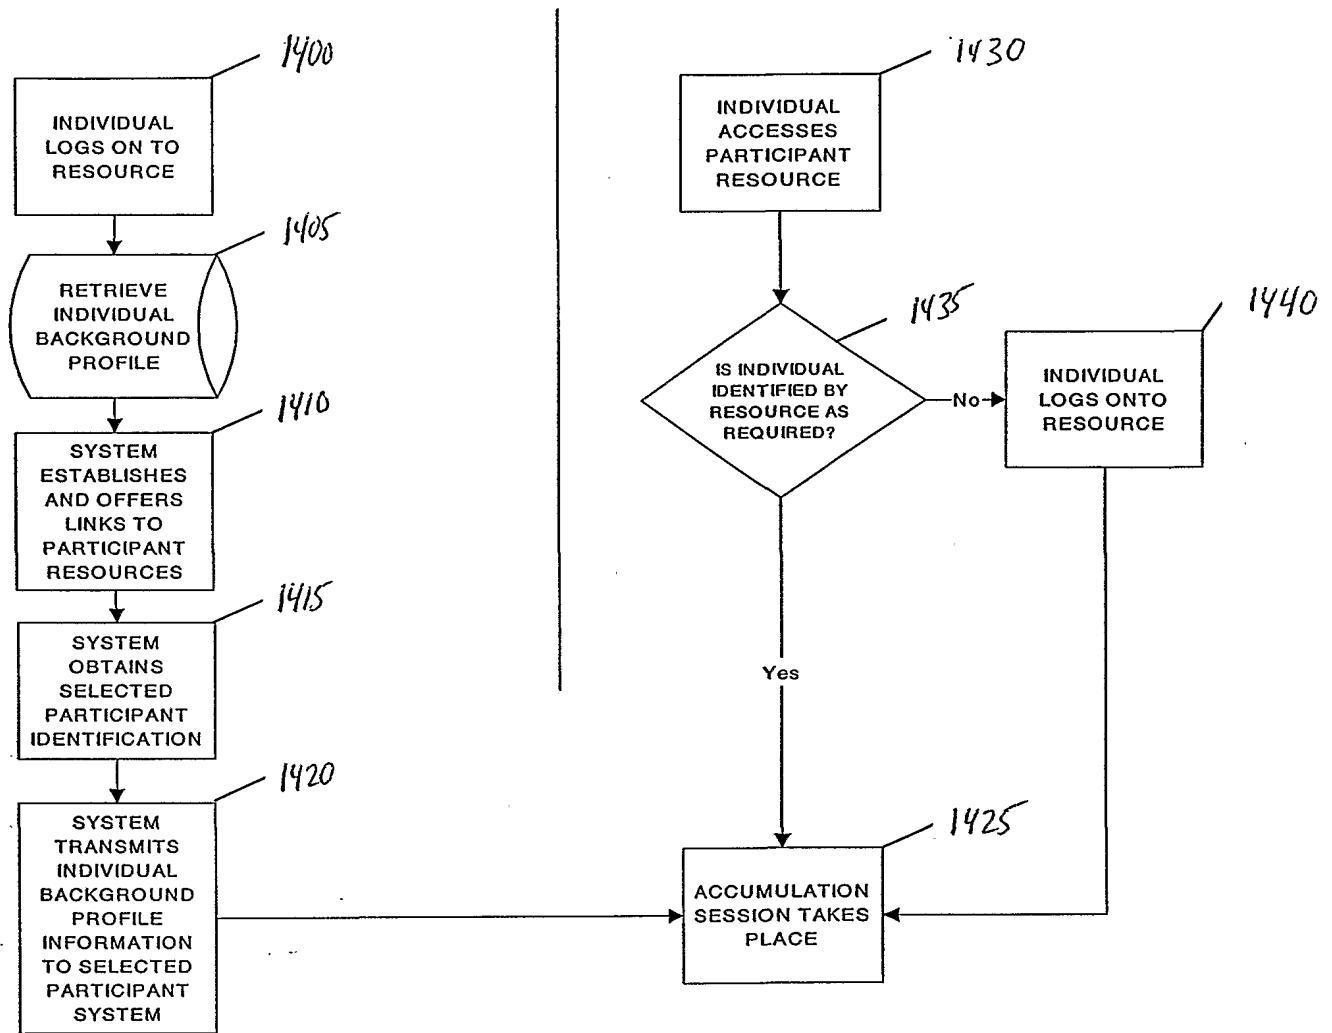 1400
INDIVIDUAL
LOGS ON TO
RESOURCE
1405
RETRIEVE
INDIVIDUAL
BACKGROUND
PROFILE
1410
SYSTEM
ESTABLISHES
AND OFFERS
LINKS TO
PARTICIPANT
RESOURCES
1415
SYSTEM
OBTAINS
SELECTED
PARTICIPANT
IDENTIFICATION
1420
SYSTEM
TRANSMITS
INDIVIDUAL
BACKGROUND
PROFILE
INFORMATION
TO SELECTED
PARTICIPANT
SYSTEM
1430
INDIVIDUAL
ACCESSES
PARTICIPANT
RESOURCE
1435
IS INDIVIDUAL
IDENTIFIED BY
RESOURCE AS
REQUIRED?
No
1440
INDIVIDUAL
LOGS ONTO
RESOURCE
Yes
1425
ACCUMULATION
SESSION TAKES
PLACE